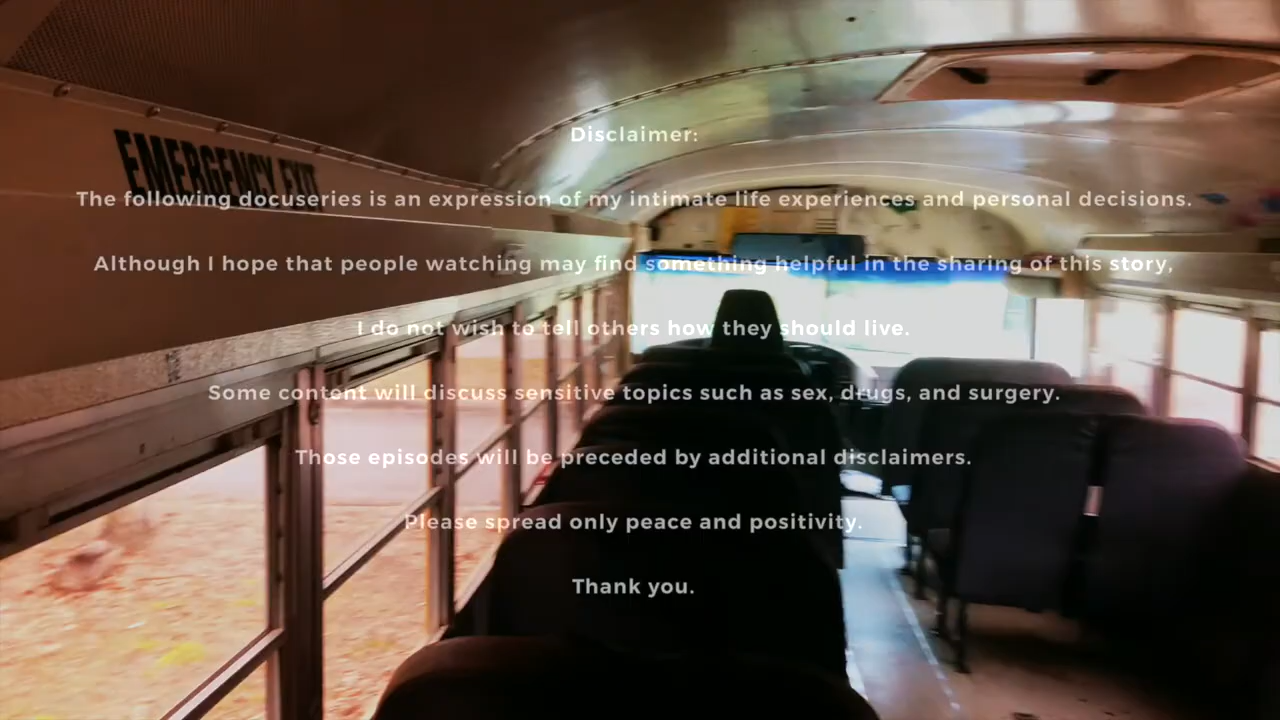 Disclaimer:
EMERGENCY EXIT
The following docuseries is an expression of my intimate life experiences and personal decisions.
Although I hope that people watching may find something helpful in the sharing of this story,
I do not wish to tell others how they should live.
Some content will discuss sensitive topics such as sex, drugs, and surgery.
Those episodes will be preceded by additional disclaimers.
Please spread only peace and positivity.
Thank you.